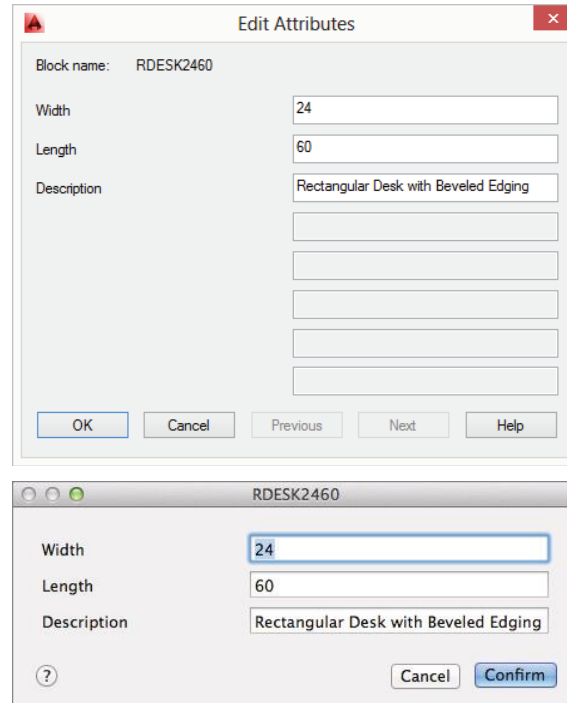 Edit Attributes
Block name: RDESK2460
Width 24
Length 60
Description Rectangular Desk with Beveled Edging
OK Cancel Previous Next Help
RDESK2460
Width 24
Length 60
Description Rectangular Desk with Beveled Edging
? Cancel Confirm